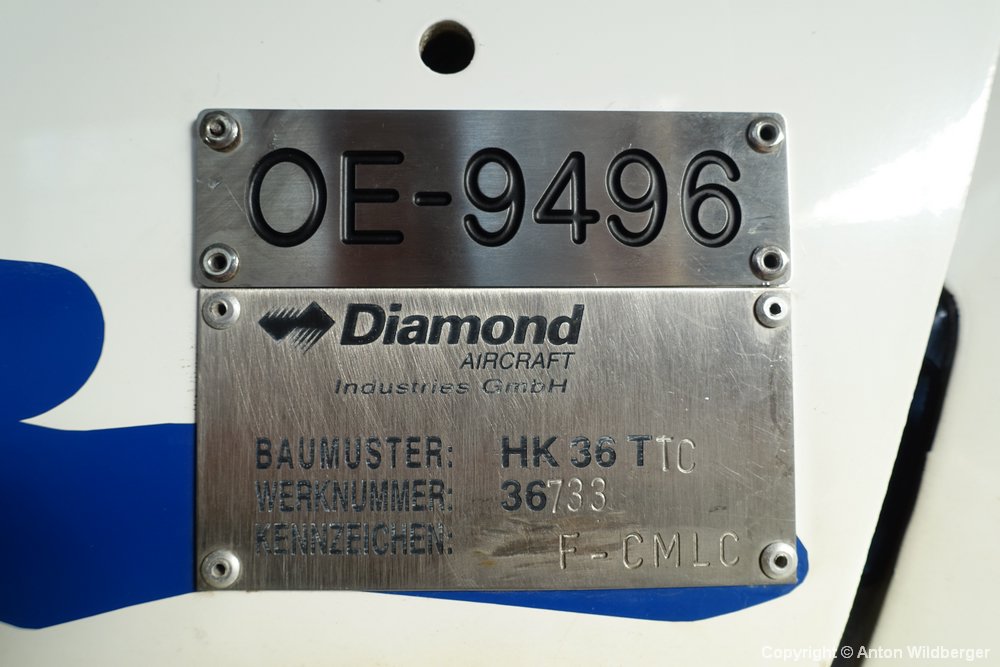 OE-9496
Diamond
AIRCRAFT
Industries GmbH
BAUMUSTER: HK 36 TTC
WERKNUMMER: 36733
KENNZEICHEN: F-CMLC
Copyright © Anton Wildberger